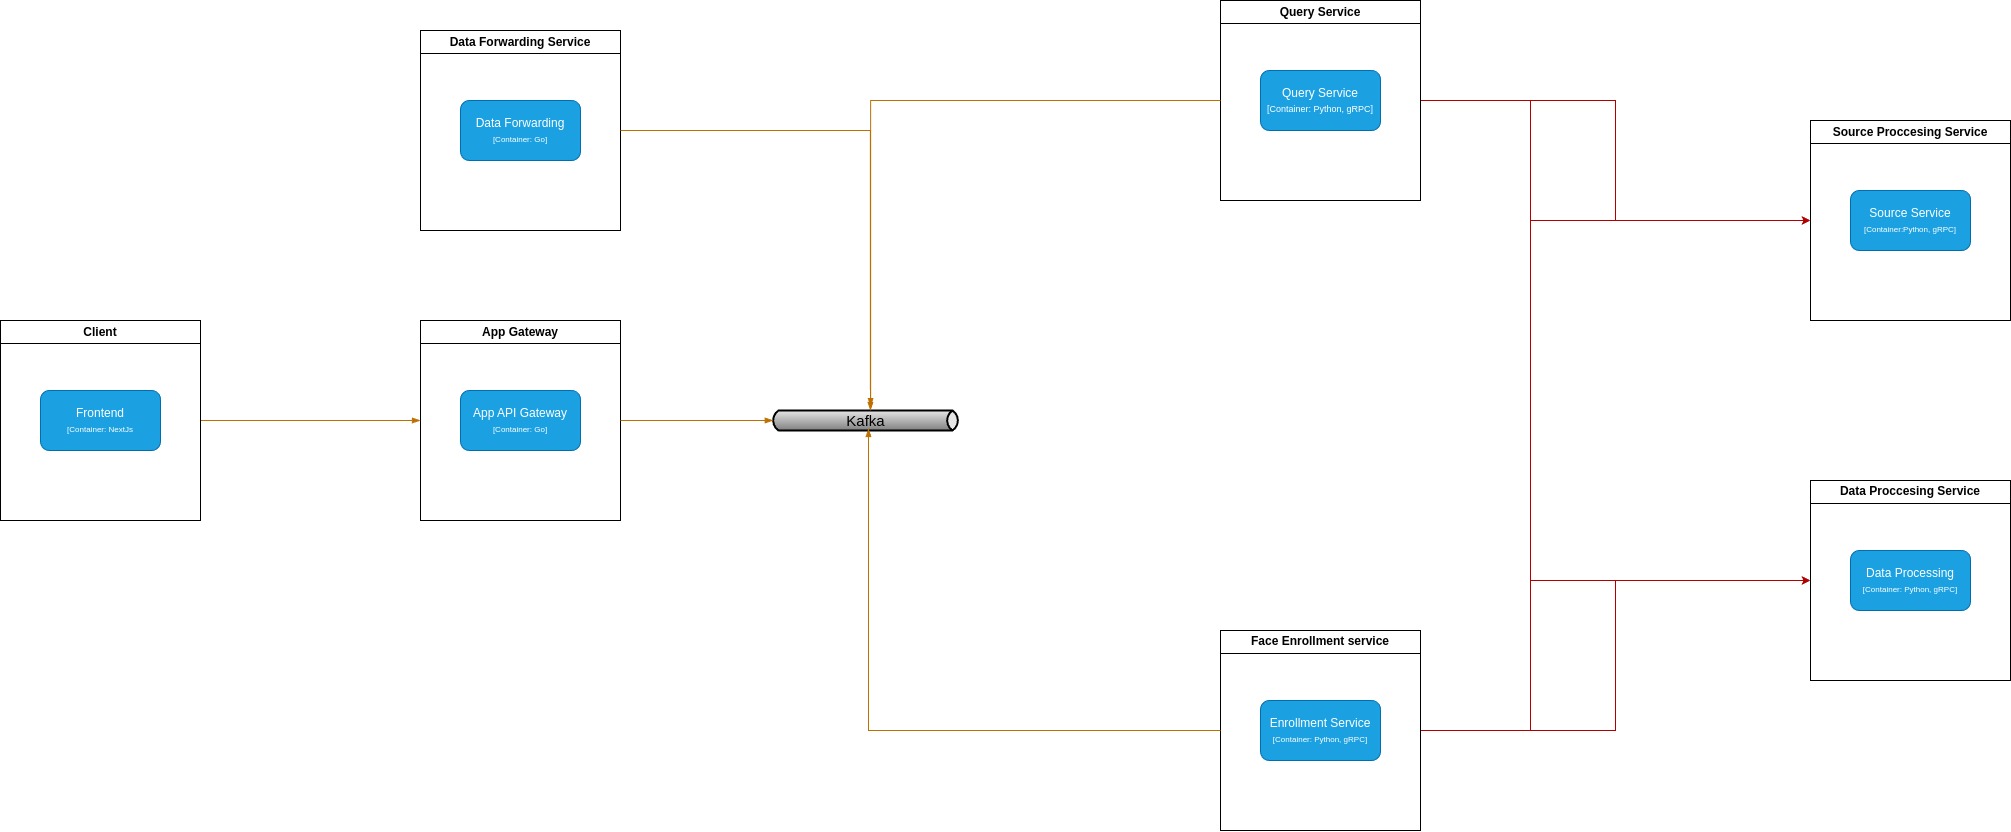 Query Service
Query Service
[Container: Python, gRPC]
Data Forwarding Service
Data Forwarding
[Container: Go]
Source Proccesing Service
Source Service
[Container:Python, gRPC]
Client
Frontend
[Container: NextJs
App Gateway
App API Gateway
[Container: Go]
Kafka
Data Proccesing Service
Data Processing
[Container: Python, gRPC]
Face Enrollment service
Enrollment Service
[Container: Python, gRPC]